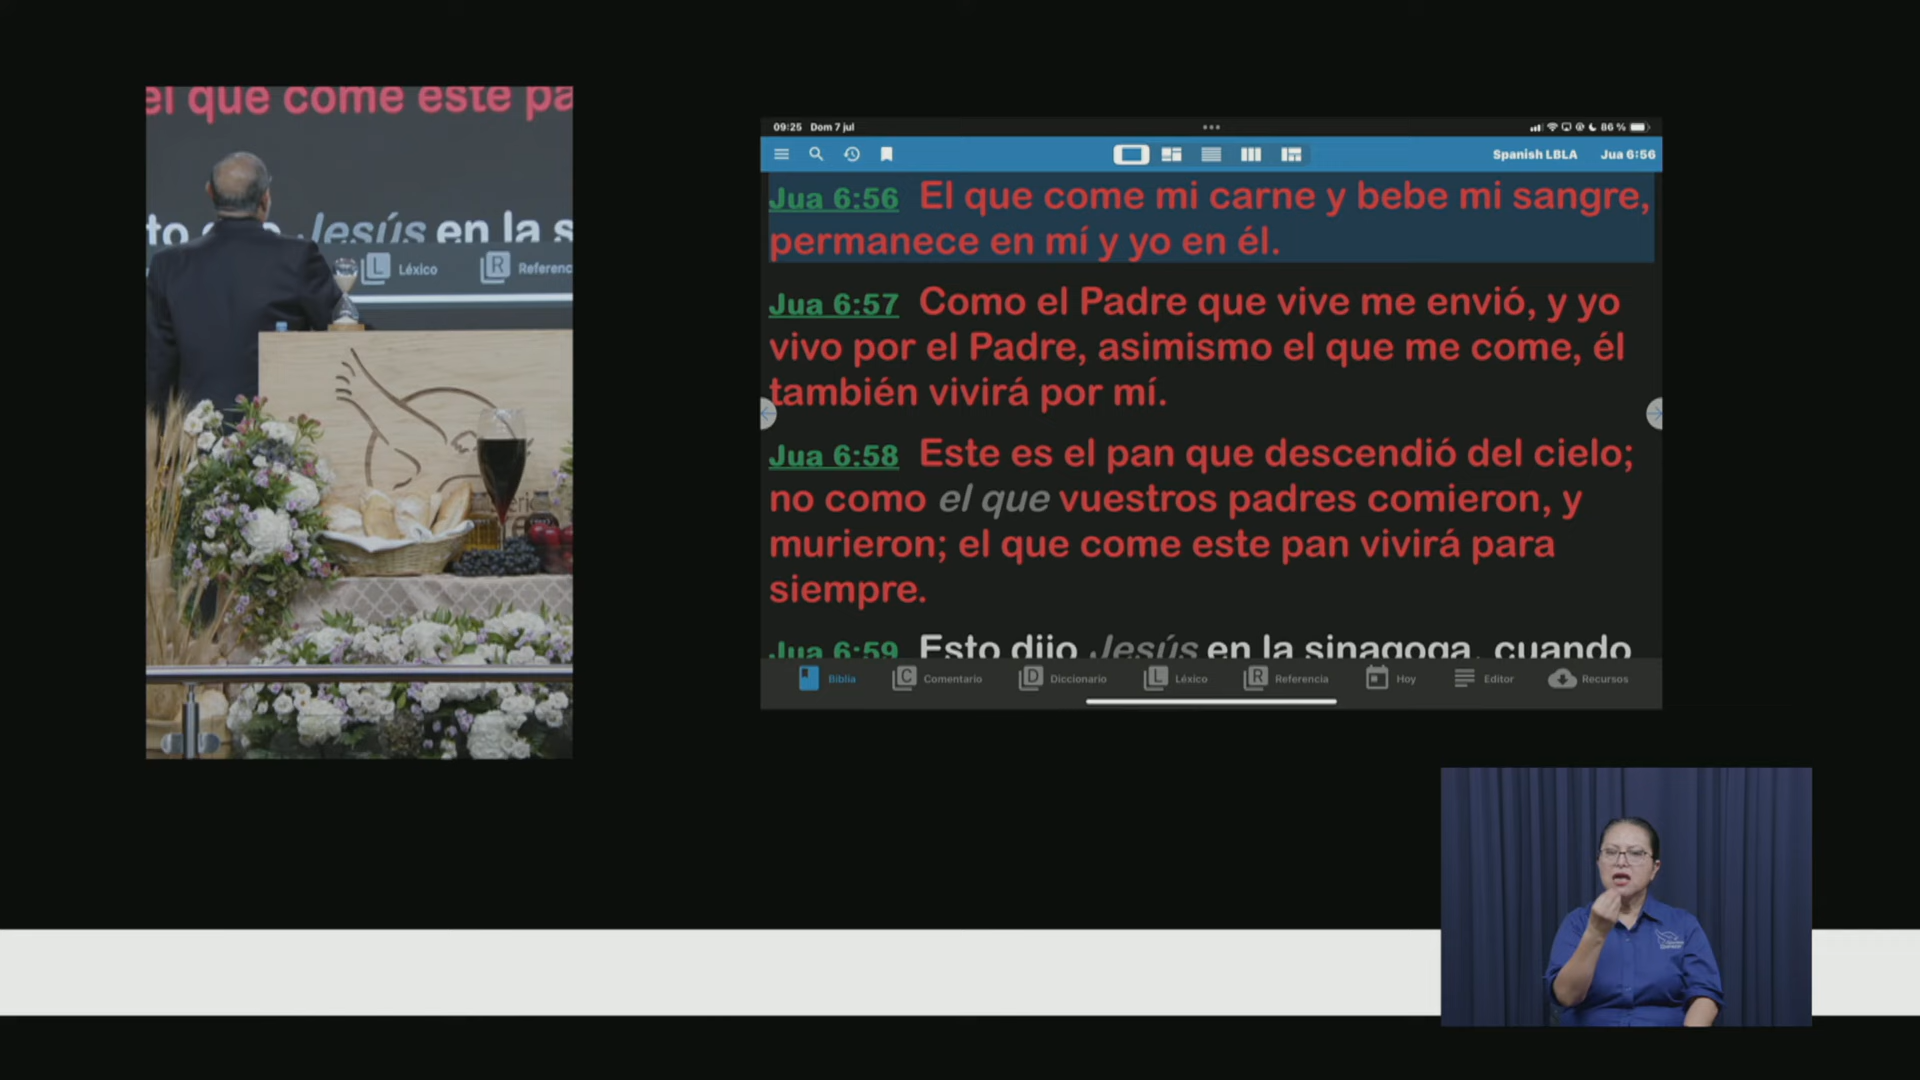 el que come este pa
Jesús en la s
Léxico
Referenc
09:25 Dom 7 jul
86 %
Spanish LBLA Jua 6:56
Jua 6:56 El que come mi carne y bebe mi sangre,
permanece en mí y yo en él.
Jua 6:57 Como el Padre que vive me envió, y yo
vivo por el Padre, asimismo el que me come, él
también vivirá por mí.
Jua 6:58 Este es el pan que descendió del cielo;
no como el que vuestros padres comieron, y
murieron; el que come este pan vivirá para
siempre.
Jua 6:59 Esto dijo Jesús en la sinagoga, cuando
Biblia
C Comentario
D Diccionario
L Léxico
R Referencia
Hoy
Editor
Recursos